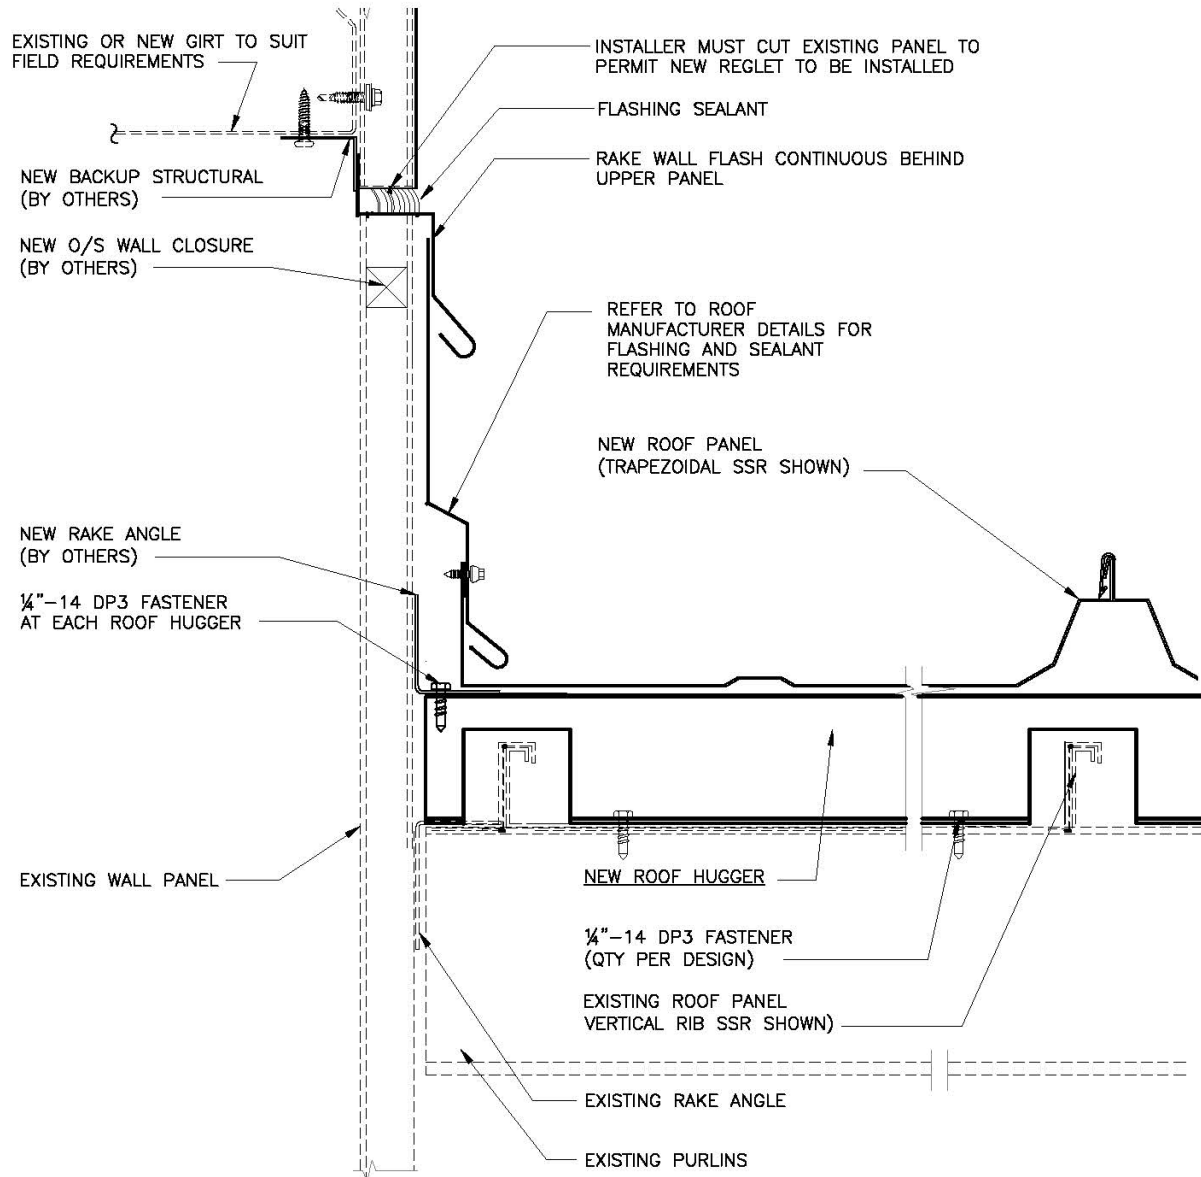 EXISTING OR NEW GIRT TO SUIT
FIELD REQUIREMENTS
INSTALLER MUST CUT EXISTING PANEL TO
PERMIT NEW REGLET TO BE INSTALLED
FLASHING SEALANT
RAKE WALL FLASH CONTINUOUS BEHIND
UPPER PANEL
NEW BACKUP STRUCTURAL
(BY OTHERS)
NEW O/S WALL CLOSURE
(BY OTHERS)
REFER TO ROOF
MANUFACTURER DETAILS FOR
FLASHING AND SEALANT
REQUIREMENTS
NEW ROOF PANEL
(TRAPEZOIDAL SSR SHOWN)
NEW RAKE ANGLE
(BY OTHERS)
¼"-14 DP3 FASTENER
AT EACH ROOF HUGGER
EXISTING WALL PANEL
NEW ROOF HUGGER
¼"-14 DP3 FASTENER
(QTY PER DESIGN)
EXISTING ROOF PANEL
VERTICAL RIB SSR SHOWN)
EXISTING RAKE ANGLE
EXISTING PURLINS